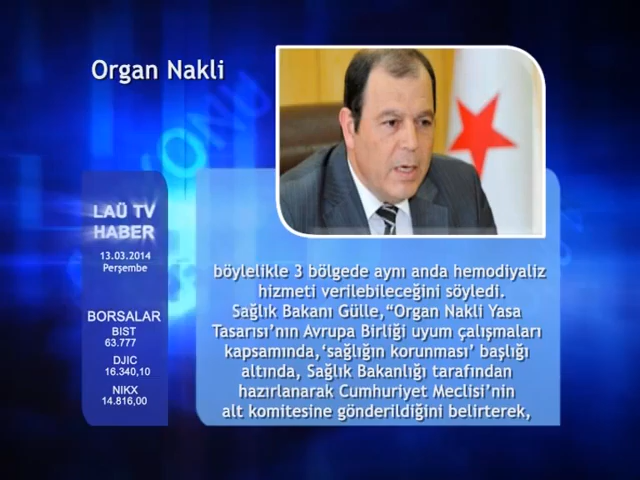 Organ Nakli
KONU
LAÜ TV
HABER
13.03.2014
Perşembe
BORSALAR
BIST
63.777
DJIC
16.340,10
NIKX
14.816,00
böylelikle 3 bölgede aynı anda hemodiyaliz
hizmeti verilebileceğini söyledi.
Sağlık Bakanı Gülle,“Organ Nakli Yasa
Tasarısı’nın Avrupa Birliği uyum çalışmaları
kapsamında,‘sağlığın korunması’ başlığı
altında, Sağlık Bakanlığı tarafından
hazırlanarak Cumhuriyet Meclisi’nin
alt komitesine gönderildiğini belirterek,